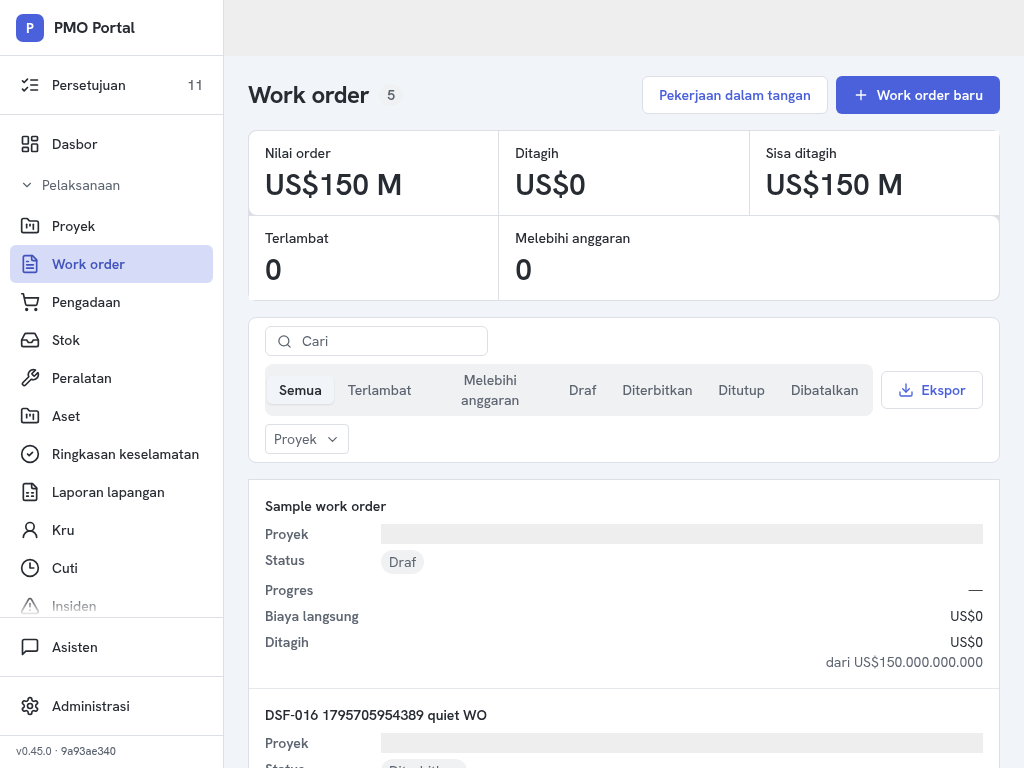 P PMO Portal
Persetujuan 11
Dasbor
Pelaksanaan
Proyek
Work order
Pengadaan
Stok
Peralatan
Aset
Ringkasan keselamatan
Laporan lapangan
Kru
Cuti
Insiden
Asisten
Administrasi
v0.45.0 · 9a93ae340
Work order 5
Pekerjaan dalam tangan
Work order baru
Nilai order
US$150 M
Ditagih
US$0
Sisa ditagih
US$150 M
Terlambat
0
Melebihi anggaran
0
Cari
Semua
Terlambat
Melebihi
anggaran
Draf
Diterbitkan
Ditutup
Dibatalkan
Ekspor
Proyek
Sample work order
Proyek
Status Draf
Progres —
Biaya langsung US$0
Ditagih US$0
dari US$150.000.000.000
DSF-016 1795705954389 quiet WO
Proyek
Status Diterbitkan